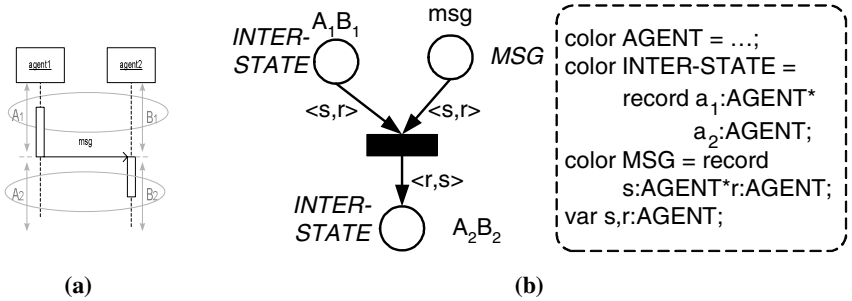 agent1
agent2
A₁
B₁
msg
A₂
B₂
(a)
A₁B₁
msg
INTER-
STATE
MSG
<s,r>
<s,r>
<r,s>
INTER-
STATE
A₂B₂
(b)
color AGENT = ...;
color INTER-STATE =
record a₁:AGENT*
a₂:AGENT;
color MSG = record
s:AGENT*r:AGENT;
var s,r:AGENT;